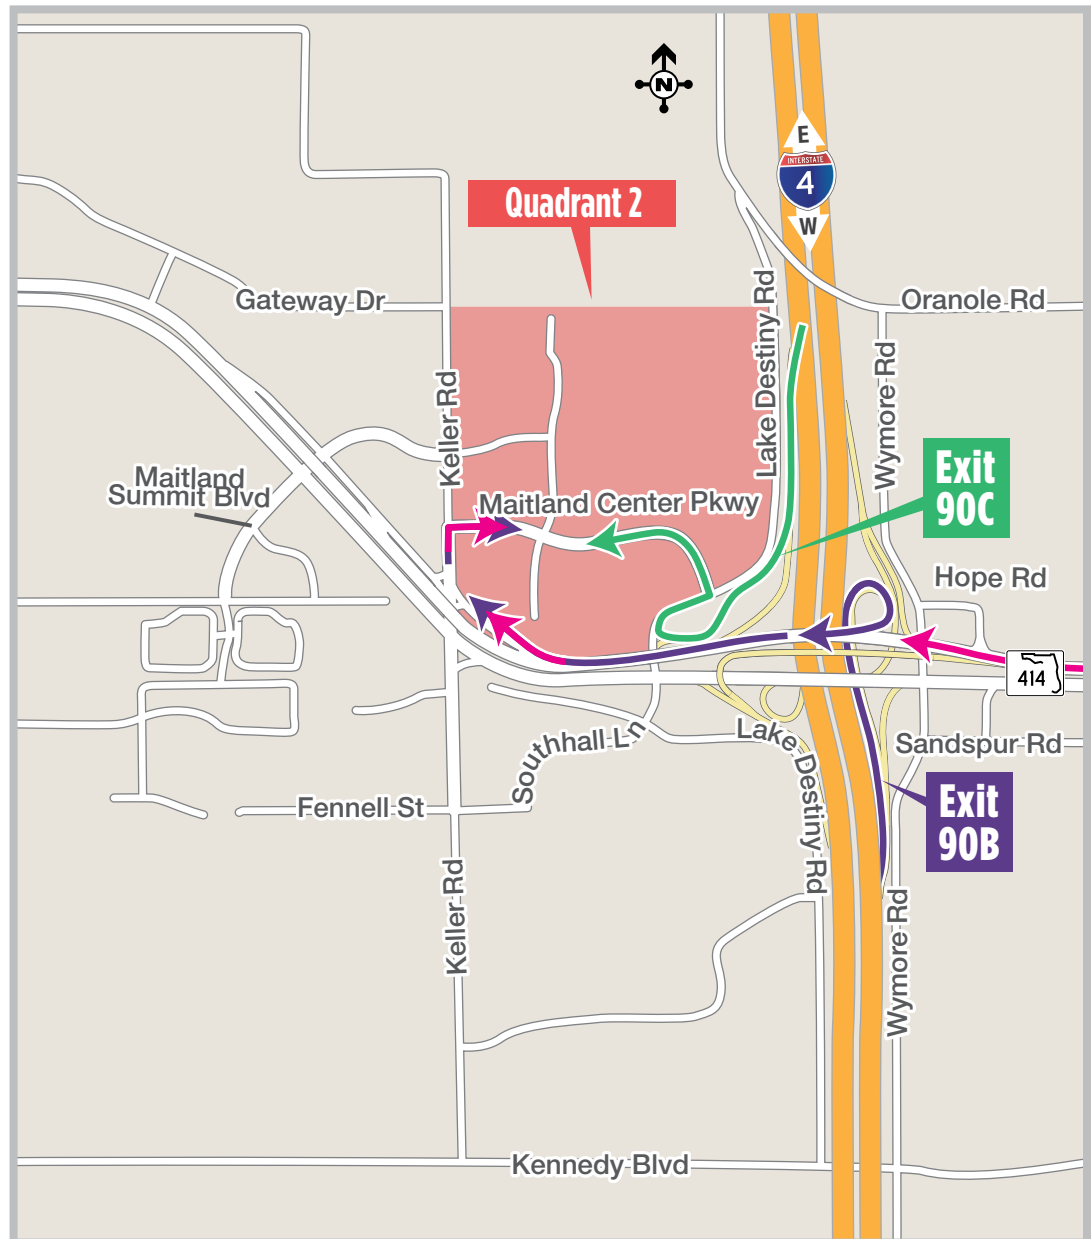 N
E
INTERSTATE
4
W
Quadrant 2
Gateway Dr
Oranole Rd
Lake Destiny Rd
Wymore Rd
Keller Rd
Maitland
Summit Blvd
Maitland Center Pkwy
Exit
90C
Hope Rd
414
Southhall Ln
Lake Destiny Rd
Sandspur Rd
Exit
90B
Fennell St
Keller Rd
Wymore Rd
Kennedy Blvd